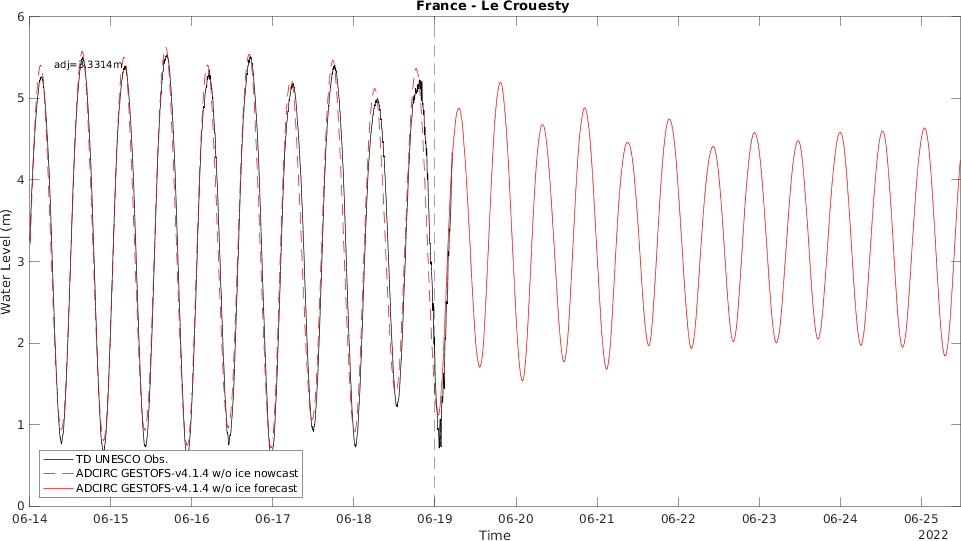 France - Le Crouesty
6
adj=3.3314m
5
4
3
2
1
0
Water Level (m)
TD UNESCO Obs.
ADCIRC GESTOFS-v4.1.4 w/o ice nowcast
ADCIRC GESTOFS-v4.1.4 w/o ice forecast
06-14 06-15 06-16 06-17 06-18 06-19 06-20 06-21 06-22 06-23 06-24 06-25
Time
2022